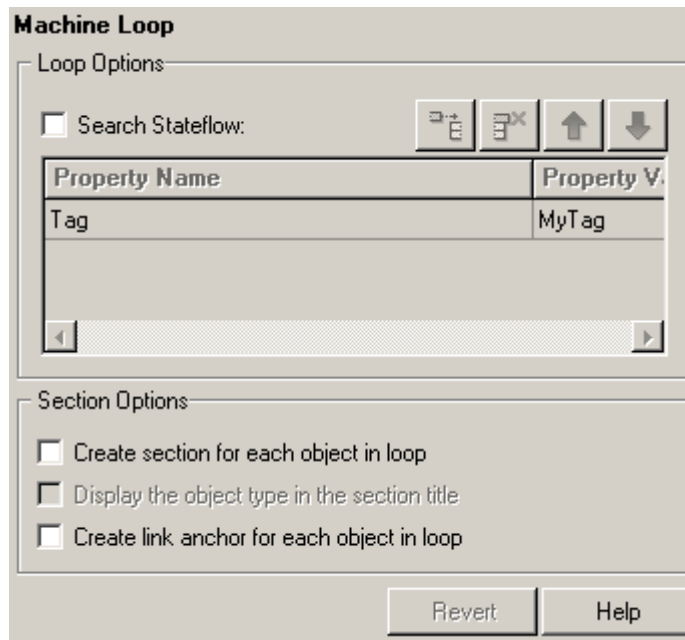 Machine Loop
Loop Options
Search Stateflow:
Property Name Property V
Tag MyTag
Section Options
Create section for each object in loop
Display the object type in the section title
Create link anchor for each object in loop
Revert Help